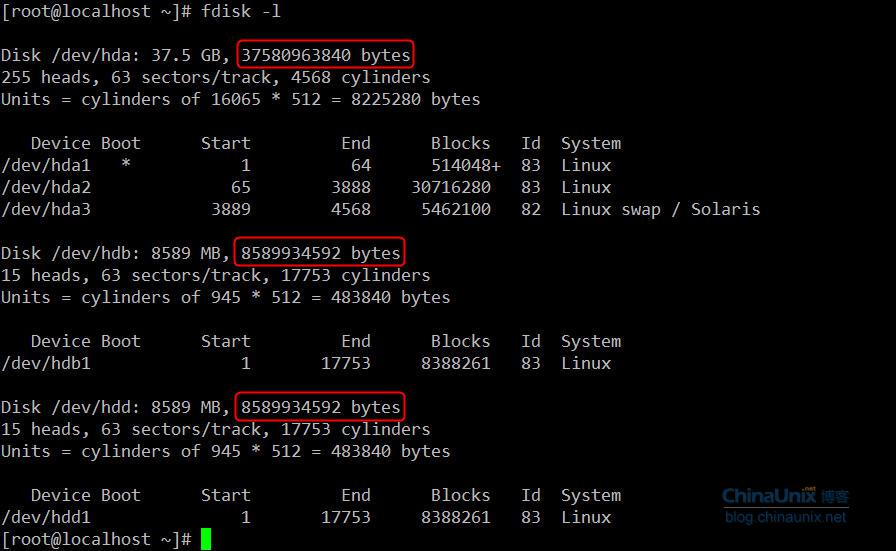 [root@localhost ~]# fdisk -l
Disk /dev/hda: 37.5 GB, 37580963840 bytes
255 heads, 63 sectors/track, 4568 cylinders
Units = cylinders of 16065 * 512 = 8225280 bytes
Device Boot Start End Blocks Id System
/dev/hda1 * 1 64 514048+ 83 Linux
/dev/hda2 65 3888 30716280 83 Linux
/dev/hda3 3889 4568 5462100 82 Linux swap / Solaris
Disk /dev/hdb: 8589 MB, 8589934592 bytes
15 heads, 63 sectors/track, 17753 cylinders
Units = cylinders of 945 * 512 = 483840 bytes
Device Boot Start End Blocks Id System
/dev/hdb1 1 17753 8388261 83 Linux
Disk /dev/hdd: 8589 MB, 8589934592 bytes
15 heads, 63 sectors/track, 17753 cylinders
Units = cylinders of 945 * 512 = 483840 bytes
Device Boot Start End Blocks Id System
/dev/hdd1 1 17753 8388261 83 Linux
[root@localhost ~]#
ChinaUnix.net 博客
blog.chinaunix.net